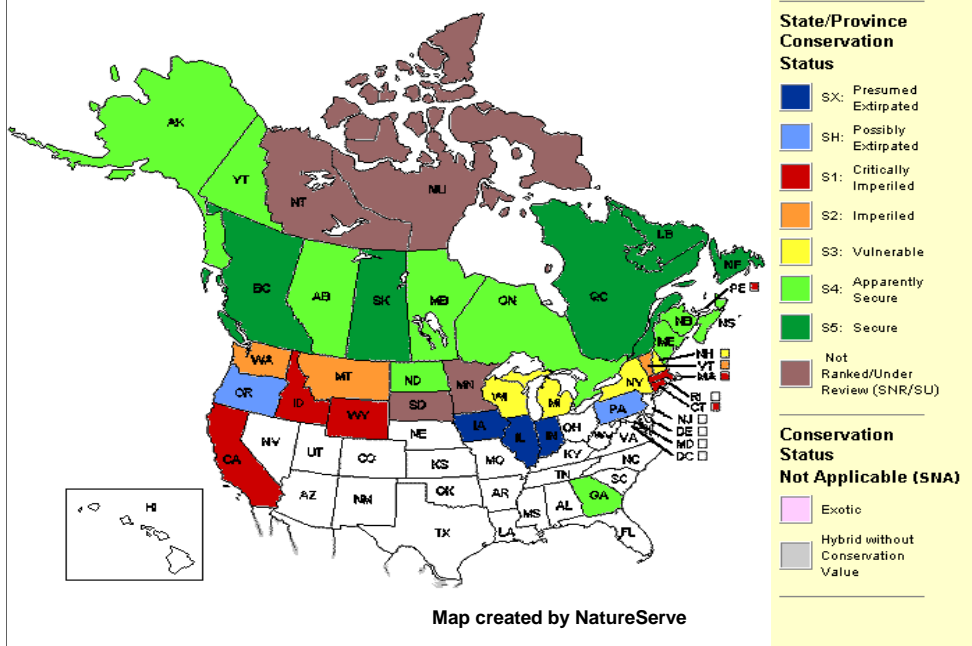 AK
YT
NT
NU
BC
AB
SK
MB
ON
QC
LB
NF
PE
NB
NS
ME
NH
VT
MA
RI
CT
NJ
DE
MD
DC
WA
MT
ND
MN
OR
ID
WY
SD
WI
MI
NY
PA
CA
NV
UT
CO
NE
KS
IA
IL
IN
OH
WV
VA
KY
MO
NC
TN
SC
AZ
NM
OK
AR
TX
LA
MS
AL
GA
FL
HI
Map created by NatureServe
State/Province
Conservation
Status
SX: Presumed
Extirpated
SH: Possibly
Extirpated
S1: Critically
Imperiled
S2: Imperiled
S3: Vulnerable
S4: Apparently
Secure
S5: Secure
Not
Ranked/Under
Review (SNR/SU)
Conservation
Status
Not Applicable (SNA)
Exotic
Hybrid without
Conservation
Value